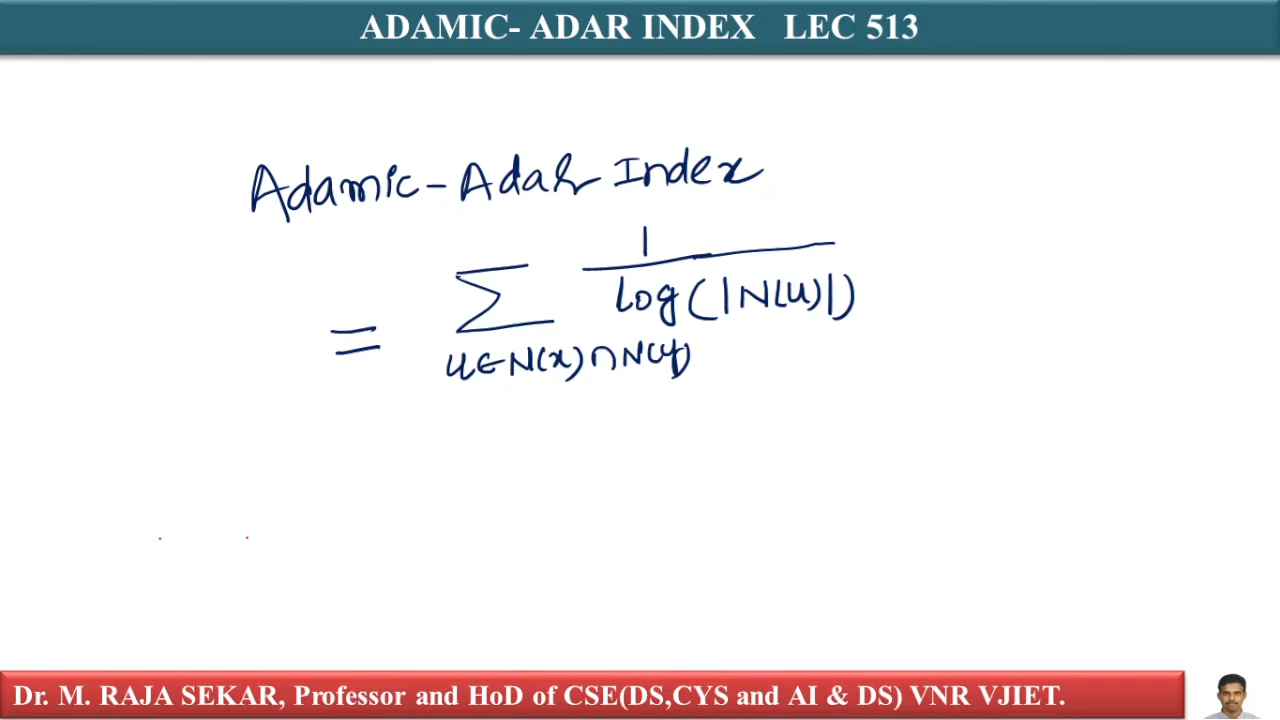 ADAMIC- ADAR INDEX LEC 513
Adamic-Adar Index
1
= ∑ log(|N(u)|)
u∈N(x)∩N(y)
Dr. M. RAJA SEKAR, Professor and HoD of CSE(DS,CYS and AI & DS) VNR VJIET.